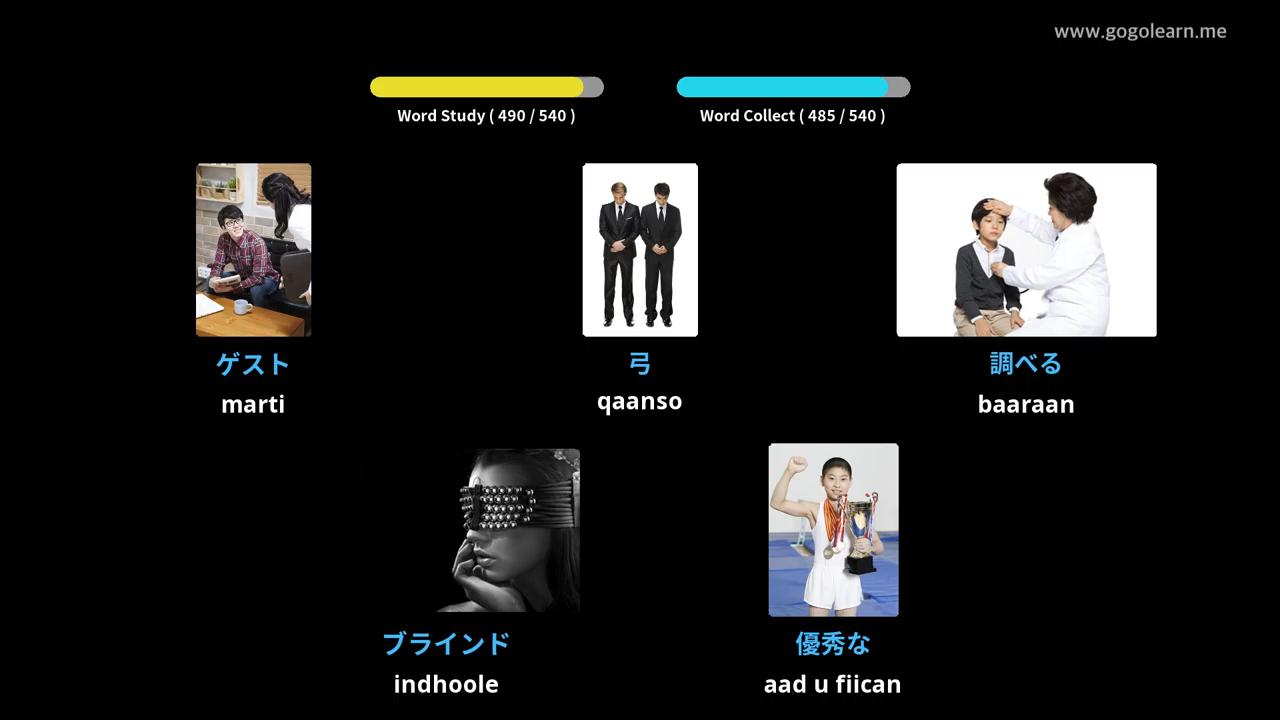 www.gogolearn.me
Word Study ( 490 / 540 )
Word Collect ( 485 / 540 )
ゲスト
marti
弓
qaanso
調べる
baaraan
ブラインド
indhoole
優秀な
aad u fiican